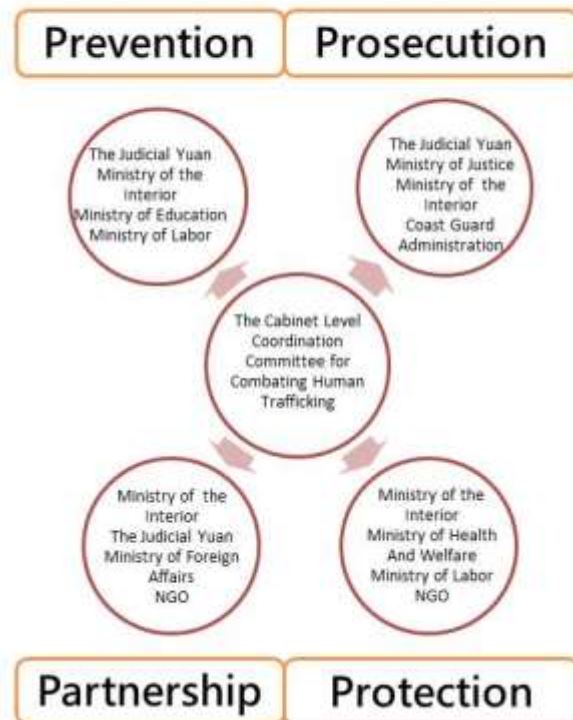 Prevention
Prosecution
The Judicial Yuan
Ministry of the
Interior
Ministry of Education
Ministry of Labor
The Judicial Yuan
Ministry of Justice
Ministry of the
Interior
Coast Guard
Administration
The Cabinet Level
Coordination
Committee for
Combating Human
Trafficking
Ministry of the
Interior
The Judicial Yuan
Ministry of Foreign
Affairs
NGO
Ministry of the
Interior
Ministry of Health
And Welfare
Ministry of Labor
NGO
Partnership
Protection